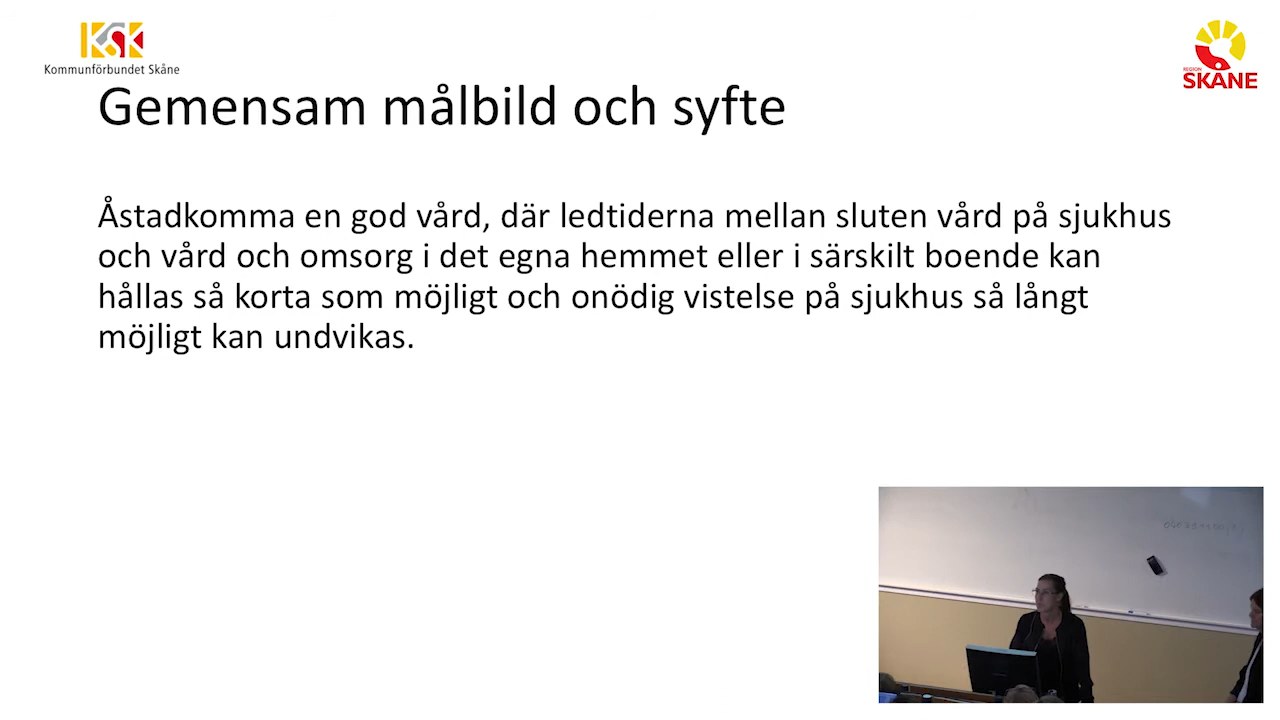 KSK
Kommunförbundet Skåne
REGION
SKÅNE
Gemensam målbild och syfte
Åstadkomma en god vård, där ledtiderna mellan sluten vård på sjukhus
och vård och omsorg i det egna hemmet eller i särskilt boende kan
hållas så korta som möjligt och onödig vistelse på sjukhus så långt
möjligt kan undvikas.